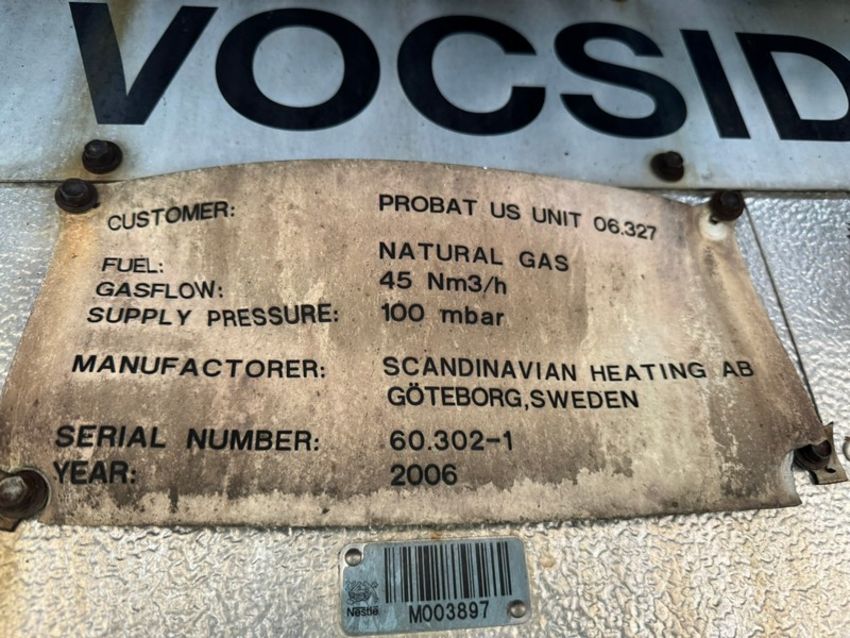 VOCSID
CUSTOMER: PROBAT US UNIT 06.327
FUEL: NATURAL GAS
GASFLOW: 45 Nm3/h
SUPPLY PRESSURE: 100 mbar
MANUFACTORER: SCANDINAVIAN HEATING AB
GÖTEBORG,SWEDEN
SERIAL NUMBER: 60.302-1
YEAR: 2006
Nestlé
M003897